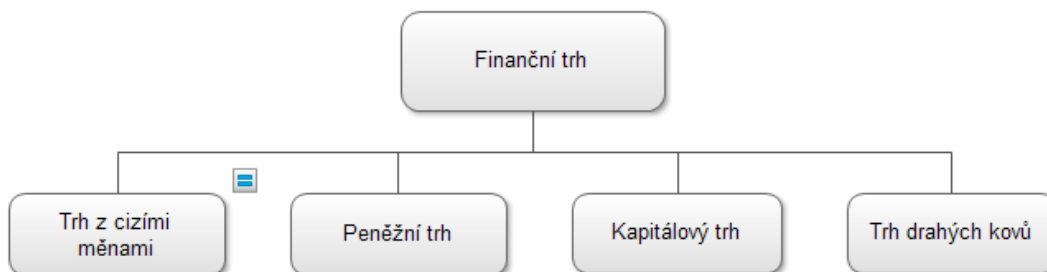 Finanční trh
Trh z cizími
měnami
Peněžní trh
Kapitálový trh
Trh drahých kovů